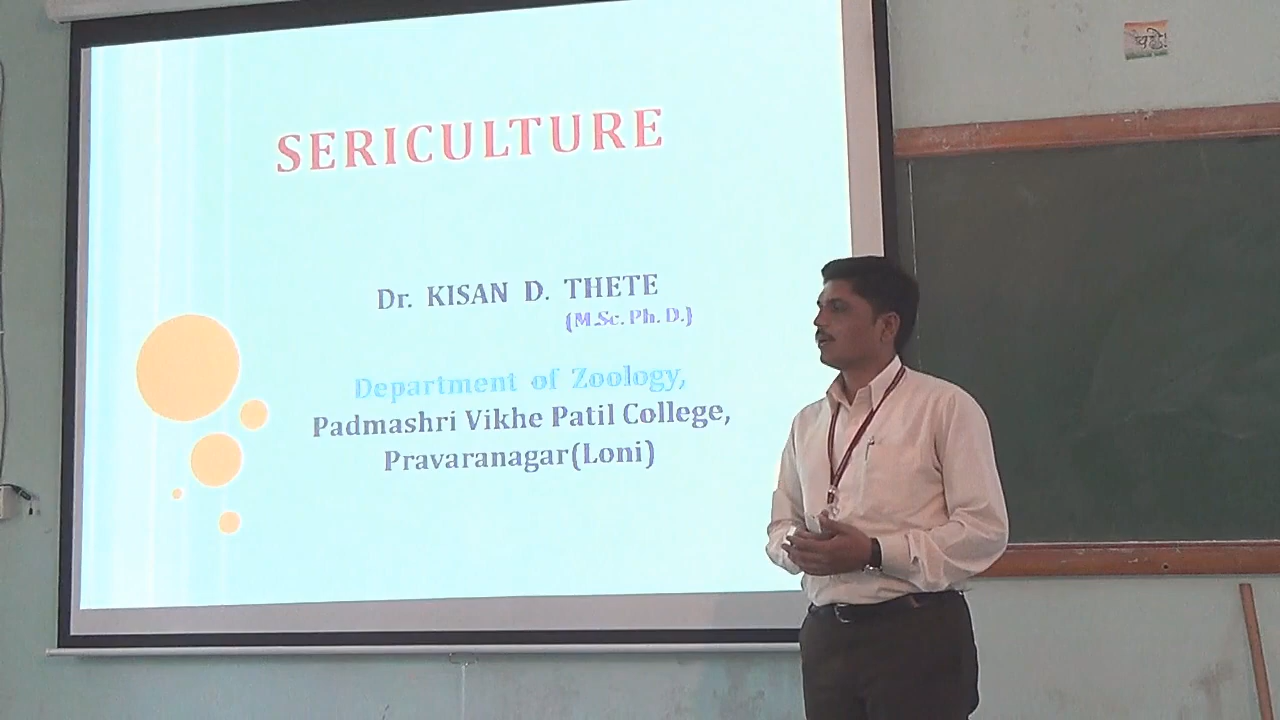 SERICULTURE
Dr. KISAN D. THETE
{M.Sc. Ph. D.}
Department of Zoology,
Padmashri Vikhe Patil College,
Pravaranagar(Loni)